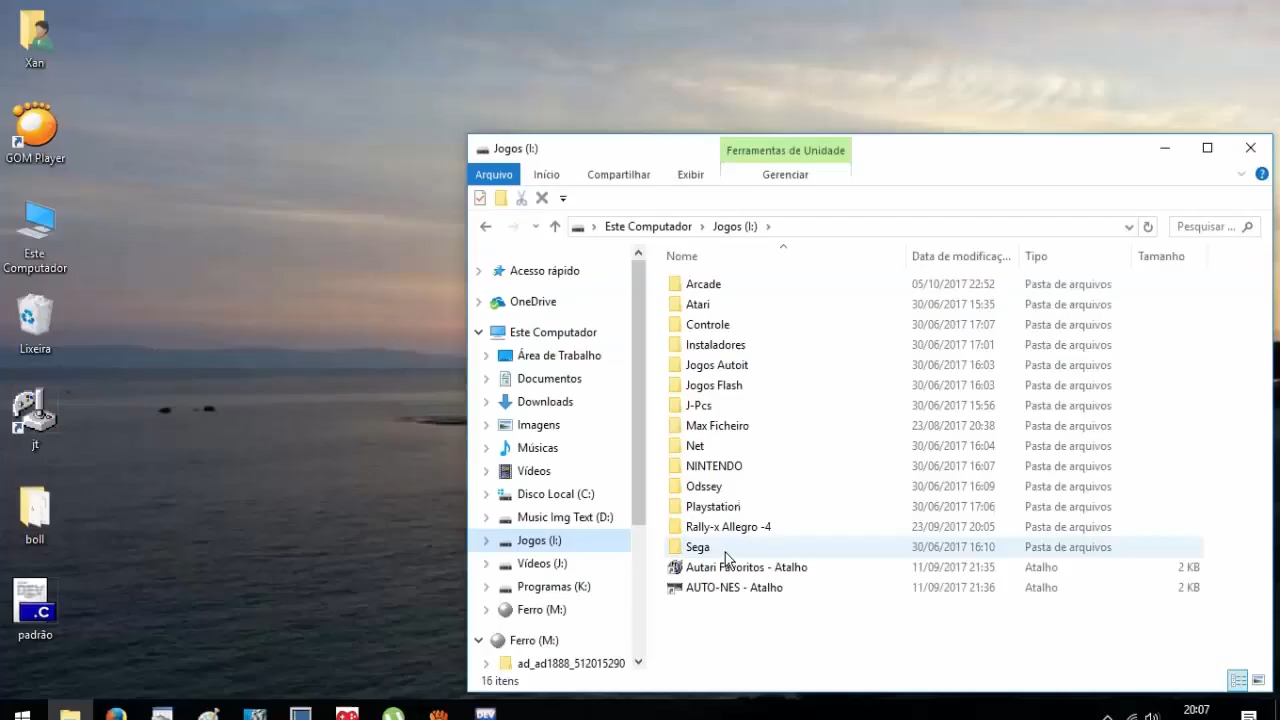 Xan
GOM Player
Este
Computador
Lixeira
jt
boll
.C
padrão
Jogos (I:)
Ferramentas de Unidade
Arquivo Início Compartilhar Exibir Gerenciar
Este Computador Jogos (I:) Pesquisar ...
Nome Data de modificaç... Tipo Tamanho
Acesso rápido
OneDrive
Este Computador
Área de Trabalho
Documentos
Downloads
Imagens
Músicas
Vídeos
Disco Local (C:)
Music Img Text (D:)
Jogos (I:)
Vídeos (J:)
Programas (K:)
Ferro (M:)
Ferro (M:)
ad_ad1888_512015290
Arcade 05/10/2017 22:52 Pasta de arquivos
Atari 30/06/2017 15:35 Pasta de arquivos
Controle 30/06/2017 17:07 Pasta de arquivos
Instaladores 30/06/2017 17:01 Pasta de arquivos
Jogos Autoit 30/06/2017 16:03 Pasta de arquivos
Jogos Flash 30/06/2017 16:03 Pasta de arquivos
J-Pcs 30/06/2017 15:56 Pasta de arquivos
Max Ficheiro 23/08/2017 20:38 Pasta de arquivos
Net 30/06/2017 16:04 Pasta de arquivos
NINTENDO 30/06/2017 16:07 Pasta de arquivos
Odssey 30/06/2017 16:09 Pasta de arquivos
Playstation 30/06/2017 17:06 Pasta de arquivos
Rally-x Allegro -4 23/09/2017 20:05 Pasta de arquivos
Sega 30/06/2017 16:10 Pasta de arquivos
Autari Favoritos - Atalho 11/09/2017 21:35 Atalho 2 KB
AUTO-NES - Atalho 11/09/2017 21:36 Atalho 2 KB
16 itens
DEV
20:07